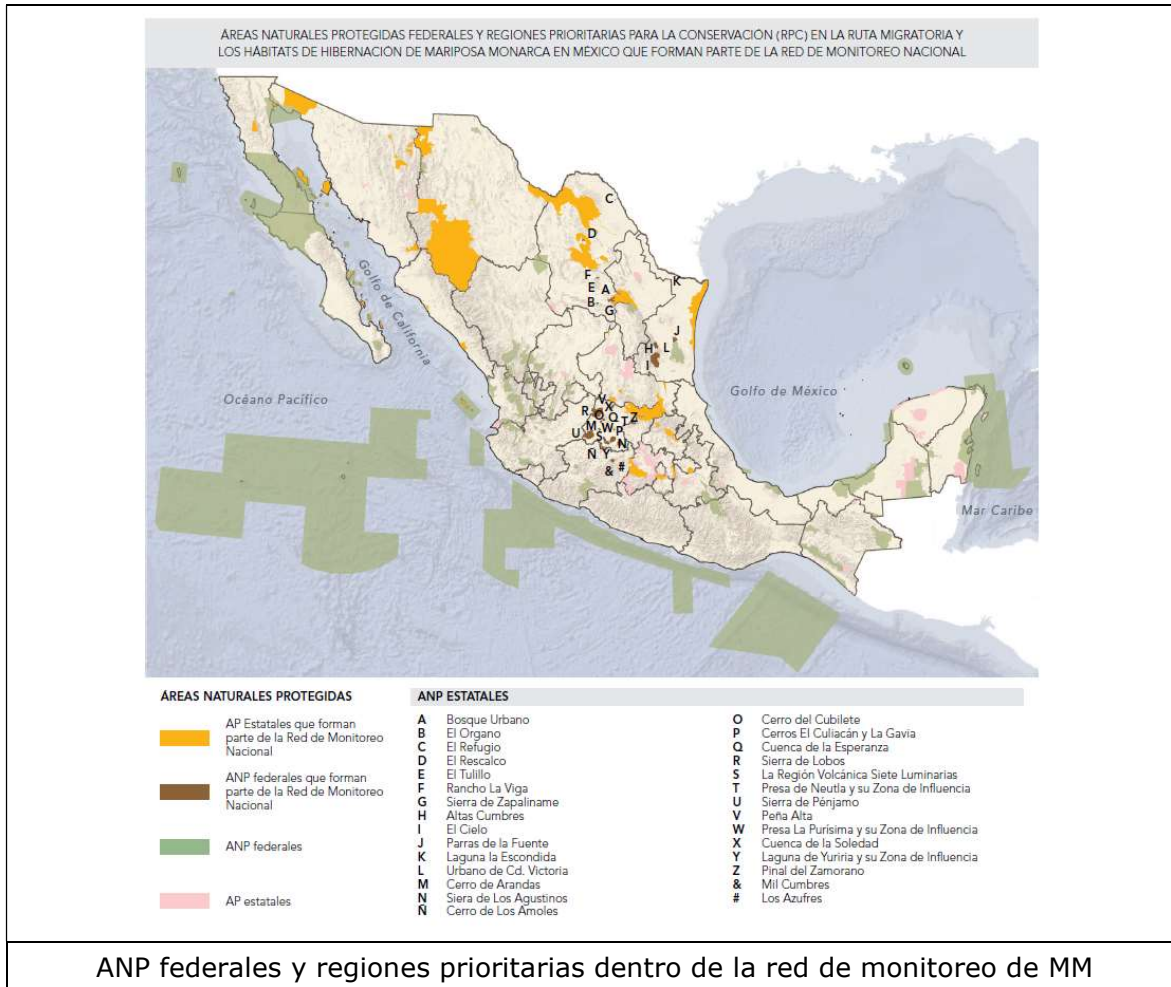 ÁREAS NATURALES PROTEGIDAS FEDERALES Y REGIONES PRIORITARIAS PARA LA CONSERVACIÓN (RPC) EN LA RUTA MIGRATORIA Y
LOS HÁBITATS DE HIBERNACIÓN DE MARIPOSA MONARCA EN MÉXICO QUE FORMAN PARTE DE LA RED DE MONITOREO NACIONAL
C
D
F
E A
B
G
K
J
H L
I
Golfo de California
Océano Pacífico
Golfo de México
Mar Caribe
V
R X
O Q
M W T Z
U S P
N
Ñ Y
& #
ÁREAS NATURALES PROTEGIDAS
AP Estatales que forman
parte de la Red de Monitoreo
Nacional
ANP federales que forman
parte de la Red de Monitoreo
Nacional
ANP federales
AP estatales
ANP ESTATALES
A Bosque Urbano
B El Organo
C El Refugio
D El Rescalco
E El Tulillo
F Rancho La Viga
G Sierra de Zapaliname
H Altas Cumbres
I El Cielo
J Parras de la Fuente
K Laguna la Escondida
L Urbano de Cd. Victoria
M Cerro de Arandas
N Siera de Los Agustinos
Ñ Cerro de Los Amoles
O Cerro del Cubilete
P Cerros El Culiacán y La Gavia
Q Cuenca de la Esperanza
R Sierra de Lobos
S La Región Volcánica Siete Luminarias
T Presa de Neutla y su Zona de Influencia
U Sierra de Pénjamo
V Peña Alta
W Presa La Purísima y su Zona de Influencia
X Cuenca de la Soledad
Y Laguna de Yuriria y su Zona de Influencia
Z Pinal del Zamorano
& Mil Cumbres
# Los Azufres
ANP federales y regiones prioritarias dentro de la red de monitoreo de MM